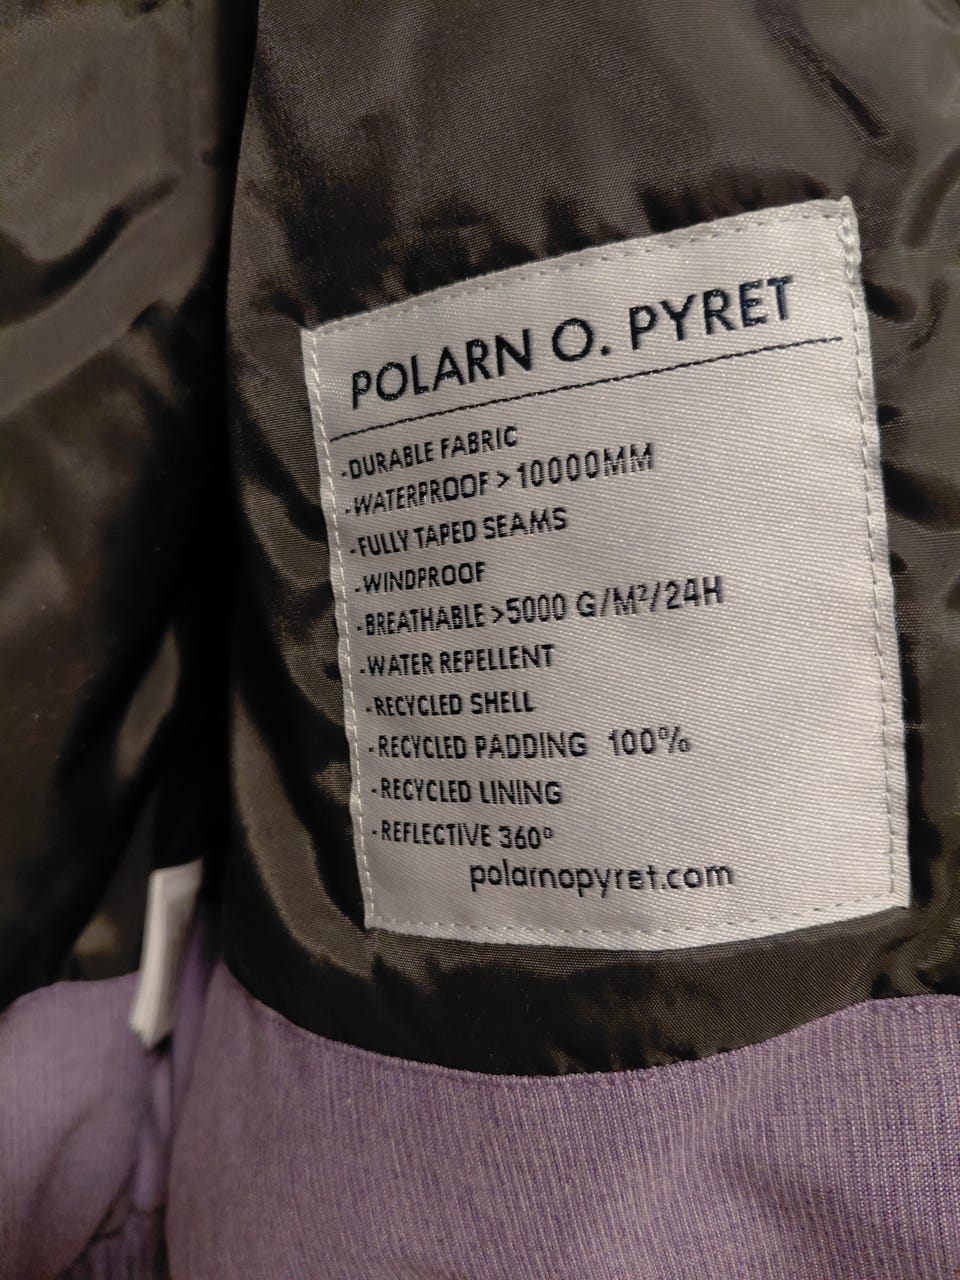 POLARN O. PYRET
-DURABLE FABRIC
-WATERPROOF > 10000MM
-FULLY TAPED SEAMS
-WINDPROOF
-BREATHABLE >5000 G/M²/24H
-WATER REPELLENT
-RECYCLED SHELL
-RECYCLED PADDING 100%
-RECYCLED LINING
-REFLECTIVE 360°
polarnopyret.com